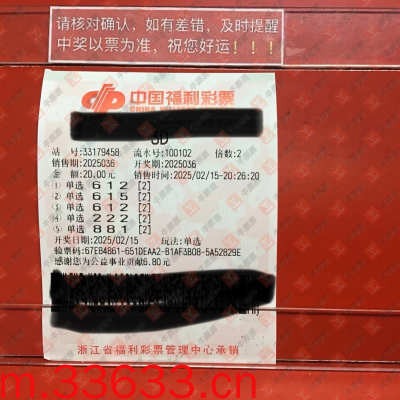 请核对确认，如有差错，及时提醒
中奖以票为准，祝您好运！！！
中国福利彩票
3D
站 号:33179458 流水号:100102 倍数:2
销售期:2025036 开奖期:2025036
金 额:20.00元 销售时间:2025/02/15-20:26:20
① 单选 6 1 2 [2]
② 单选 6 1 5 [2]
③ 单选 6 1 2 [2]
④ 单选 2 2 2 [2]
⑤ 单选 8 8 1 [2]
开奖日期:2025/02/15 玩法:单选
验票码:67EB4B61-651DEAA2-B1AF3B08-5A52829E
感谢您为公益事业贡献6.80元
浙江省福利彩票管理中心承销
m.33633.cn